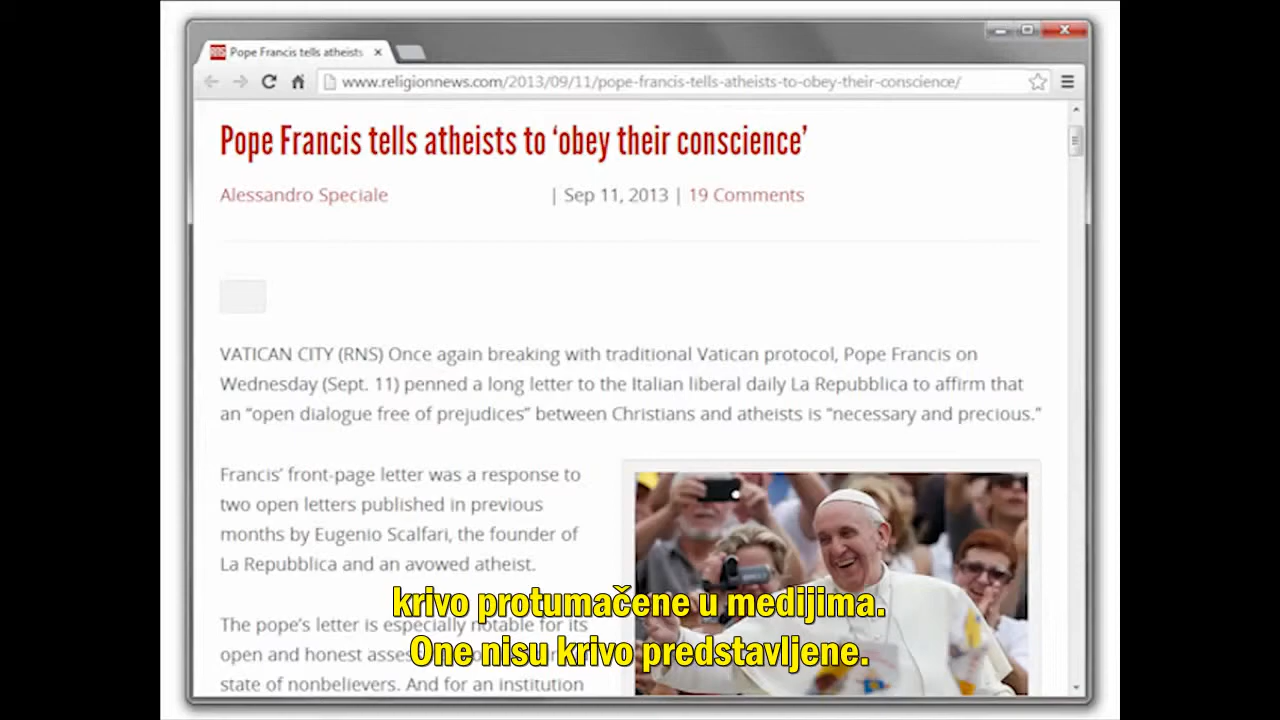 Pope Francis tells atheists
www.religionnews.com/2013/09/11/pope-francis-tells-atheists-to-obey-their-conscience/
Pope Francis tells atheists to ‘obey their conscience’
Alessandro Speciale | Sep 11, 2013 | 19 Comments
VATICAN CITY (RNS) Once again breaking with traditional Vatican protocol, Pope Francis on
Wednesday (Sept. 11) penned a long letter to the Italian liberal daily La Repubblica to affirm that
an “open dialogue free of prejudices” between Christians and atheists is “necessary and precious.”
Francis’ front-page letter was a response to
two open letters published in previous
months by Eugenio Scalfari, the founder of
La Repubblica and an avowed atheist.
The pope’s letter is especially notable for its
open and honest
state of nonbelievers. And for an institution
krivo protumačene u medijima.
One nisu krivo predstavljene.